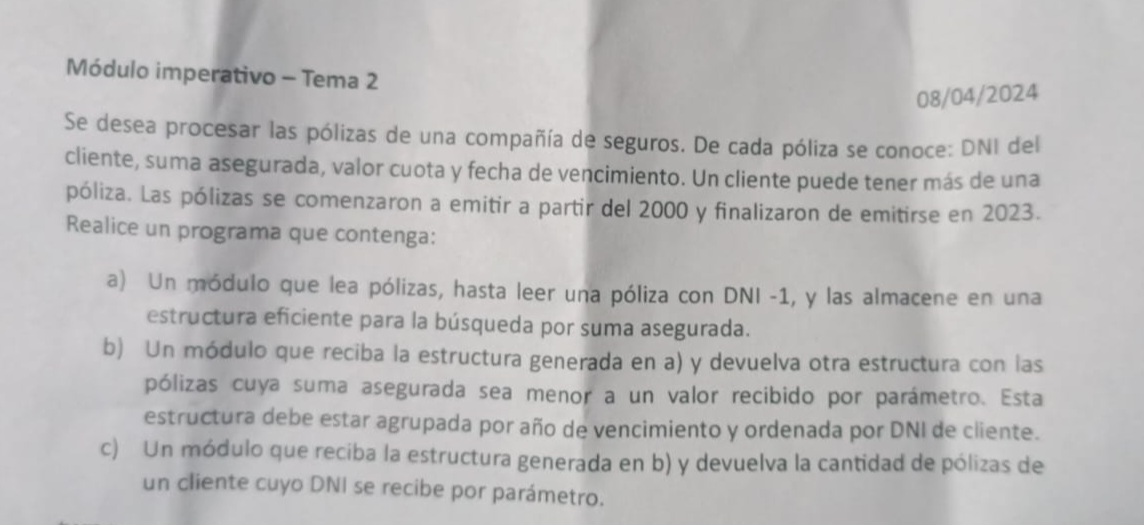 Módulo imperativo – Tema 2
08/04/2024
Se desea procesar las pólizas de una compañía de seguros. De cada póliza se conoce: DNI del
cliente, suma asegurada, valor cuota y fecha de vencimiento. Un cliente puede tener más de una
póliza. Las pólizas se comenzaron a emitir a partir del 2000 y finalizaron de emitirse en 2023.
Realice un programa que contenga:
a) Un módulo que lea pólizas, hasta leer una póliza con DNI -1, y las almacene en una
estructura eficiente para la búsqueda por suma asegurada.
b) Un módulo que reciba la estructura generada en a) y devuelva otra estructura con las
pólizas cuya suma asegurada sea menor a un valor recibido por parámetro. Esta
estructura debe estar agrupada por año de vencimiento y ordenada por DNI de cliente.
c) Un módulo que reciba la estructura generada en b) y devuelva la cantidad de pólizas de
un cliente cuyo DNI se recibe por parámetro.